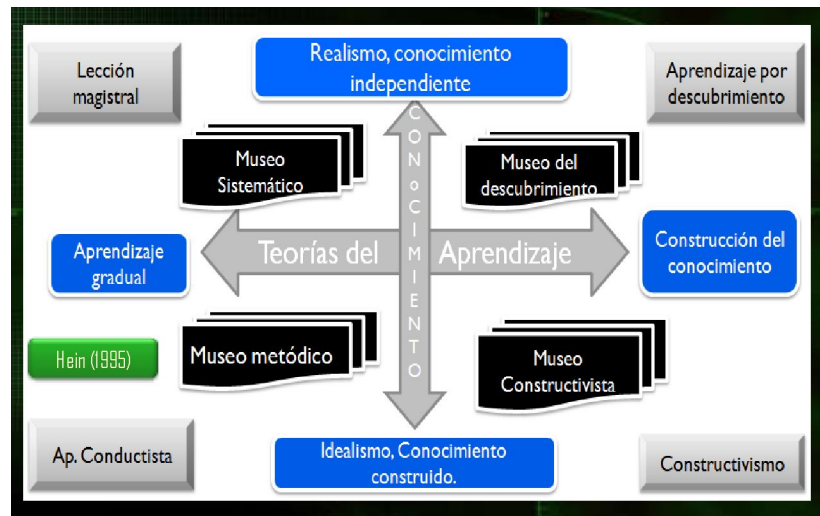 Lección
magistral
Realismo, conocimiento
independiente
Aprendizaje por
descubrimiento
Museo
Sistemático
Museo del
descubrimiento
CONoCIMIENTO
Aprendizaje
gradual
Teorías del Aprendizaje
Construcción del
conocimiento
Hein (1995)
Museo metódico
Museo
Constructivista
Ap. Conductista
Idealismo, Conocimiento
construido.
Constructivismo